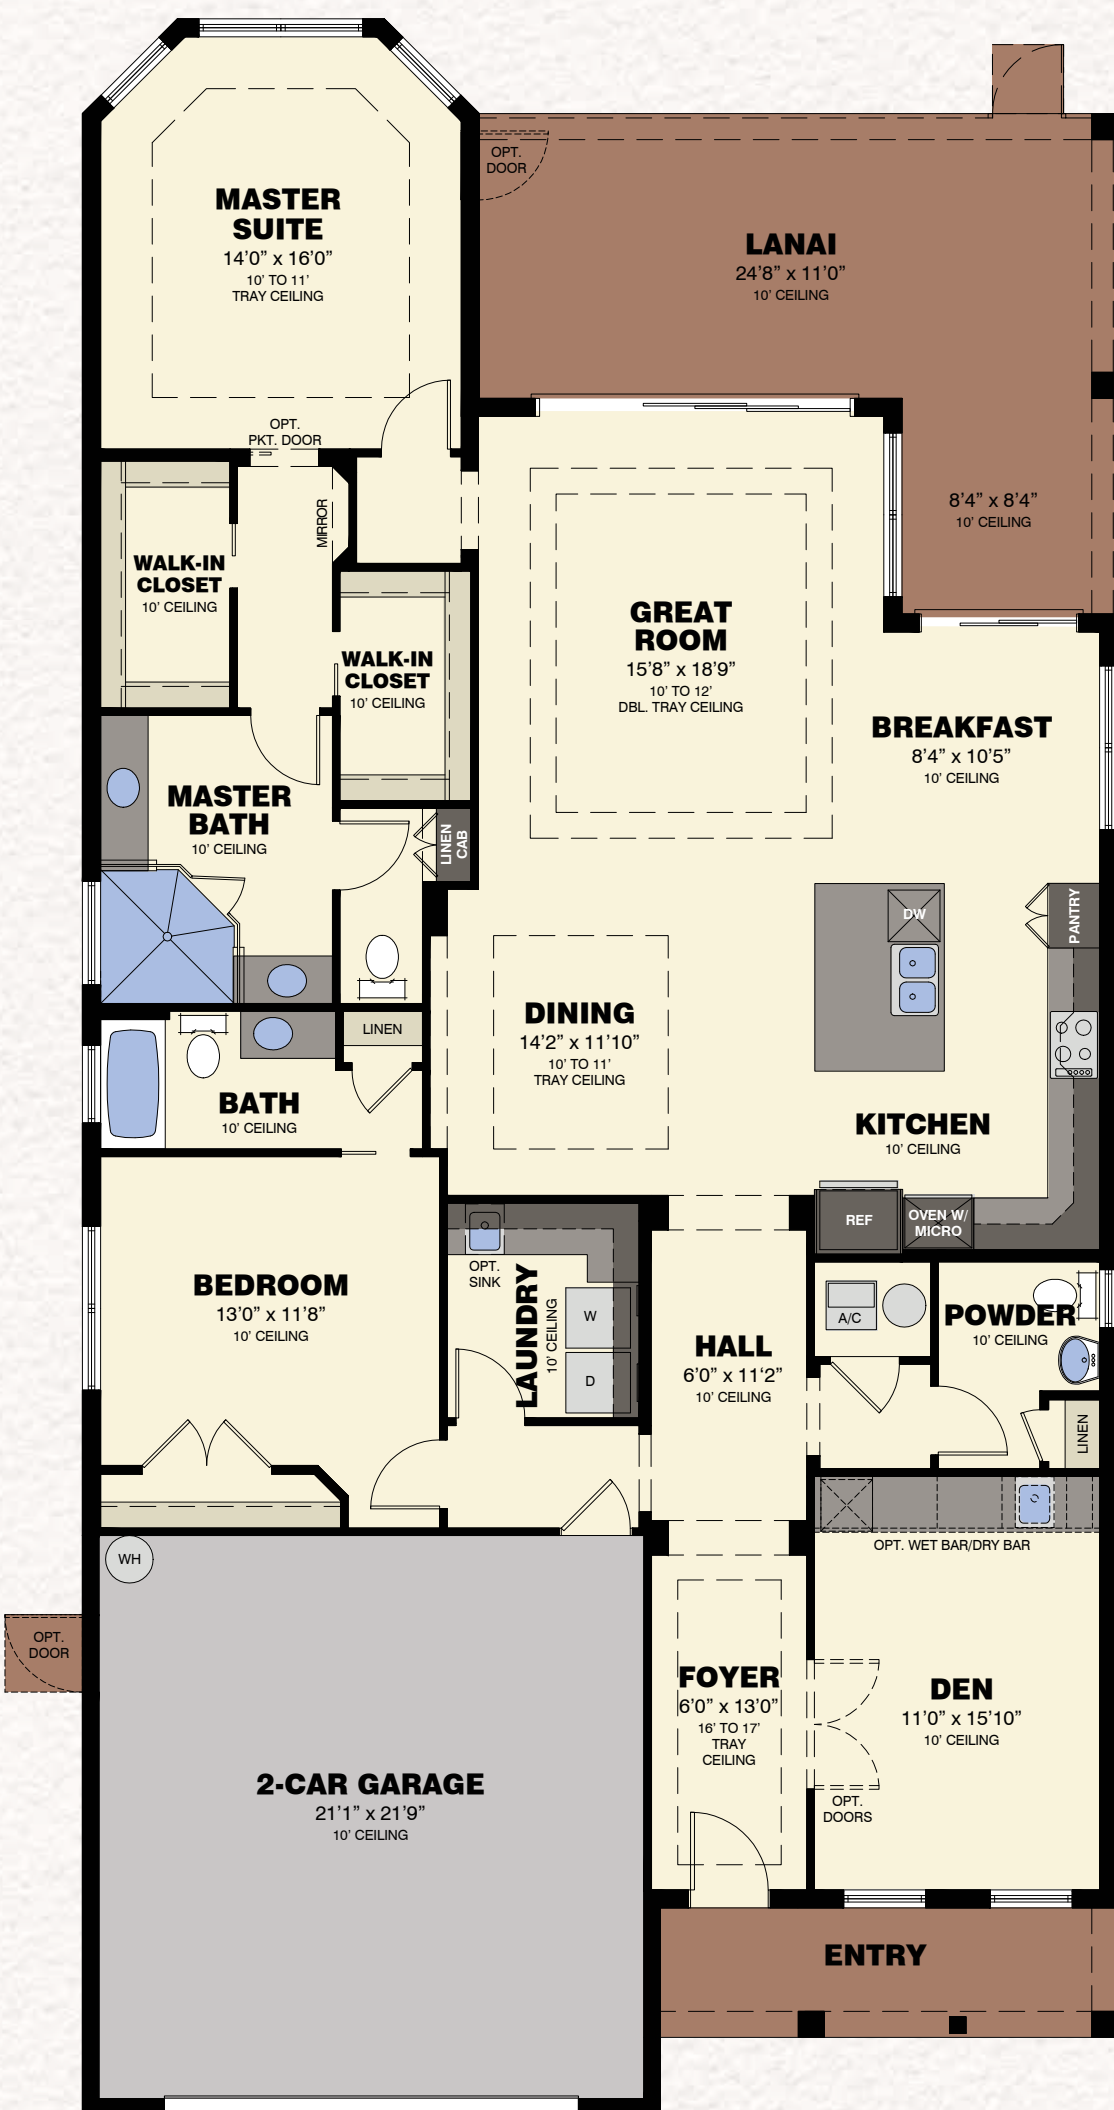 OPT.
DOOR
MASTER
SUITE
14'0" x 16'0"
10' TO 11'
TRAY CEILING
LANAI
24'8" x 11'0"
10' CEILING
OPT.
PKT. DOOR
MIRROR
8'4" x 8'4"
10' CEILING
WALK-IN
CLOSET
10' CEILING
GREAT
ROOM
15'8" x 18'9"
10' TO 12'
DBL. TRAY CEILING
WALK-IN
CLOSET
10' CEILING
BREAKFAST
8'4" x 10'5"
10' CEILING
MASTER
BATH
10' CEILING
LINEN
CAB
DW
PANTRY
DINING
14'2" x 11'10"
10' TO 11'
TRAY CEILING
LINEN
BATH
10' CEILING
KITCHEN
10' CEILING
REF
OVEN W/
MICRO
BEDROOM
13'0" x 11'8"
10' CEILING
OPT.
SINK
LAUNDRY
10' CEILING
W
D
HALL
6'0" x 11'2"
10' CEILING
A/C
POWDER
10' CEILING
LINEN
OPT. WET BAR/DRY BAR
WH
OPT.
DOOR
FOYER
6'0" x 13'0"
16' TO 17'
TRAY
CEILING
DEN
11'0" x 15'10"
10' CEILING
OPT.
DOORS
2-CAR GARAGE
21'1" x 21'9"
10' CEILING
ENTRY